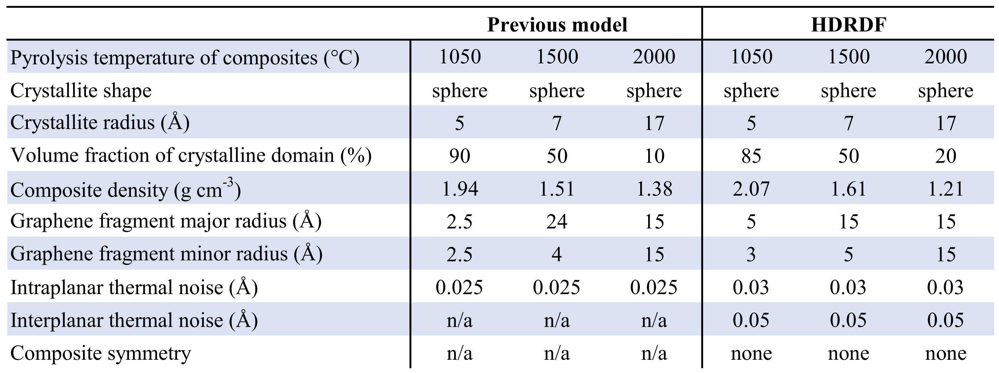 Previous model HDRDF
Pyrolysis temperature of composites (°C) 1050 1500 2000 1050 1500 2000
Crystallite shape sphere sphere sphere sphere sphere sphere
Crystallite radius (Å) 5 7 17 5 7 17
Volume fraction of crystalline domain (%) 90 50 10 85 50 20
Composite density (g cm⁻³) 1.94 1.51 1.38 2.07 1.61 1.21
Graphene fragment major radius (Å) 2.5 24 15 5 15 15
Graphene fragment minor radius (Å) 2.5 4 15 3 5 15
Intraplanar thermal noise (Å) 0.025 0.025 0.025 0.03 0.03 0.03
Interplanar thermal noise (Å) n/a n/a n/a 0.05 0.05 0.05
Composite symmetry n/a n/a n/a none none none